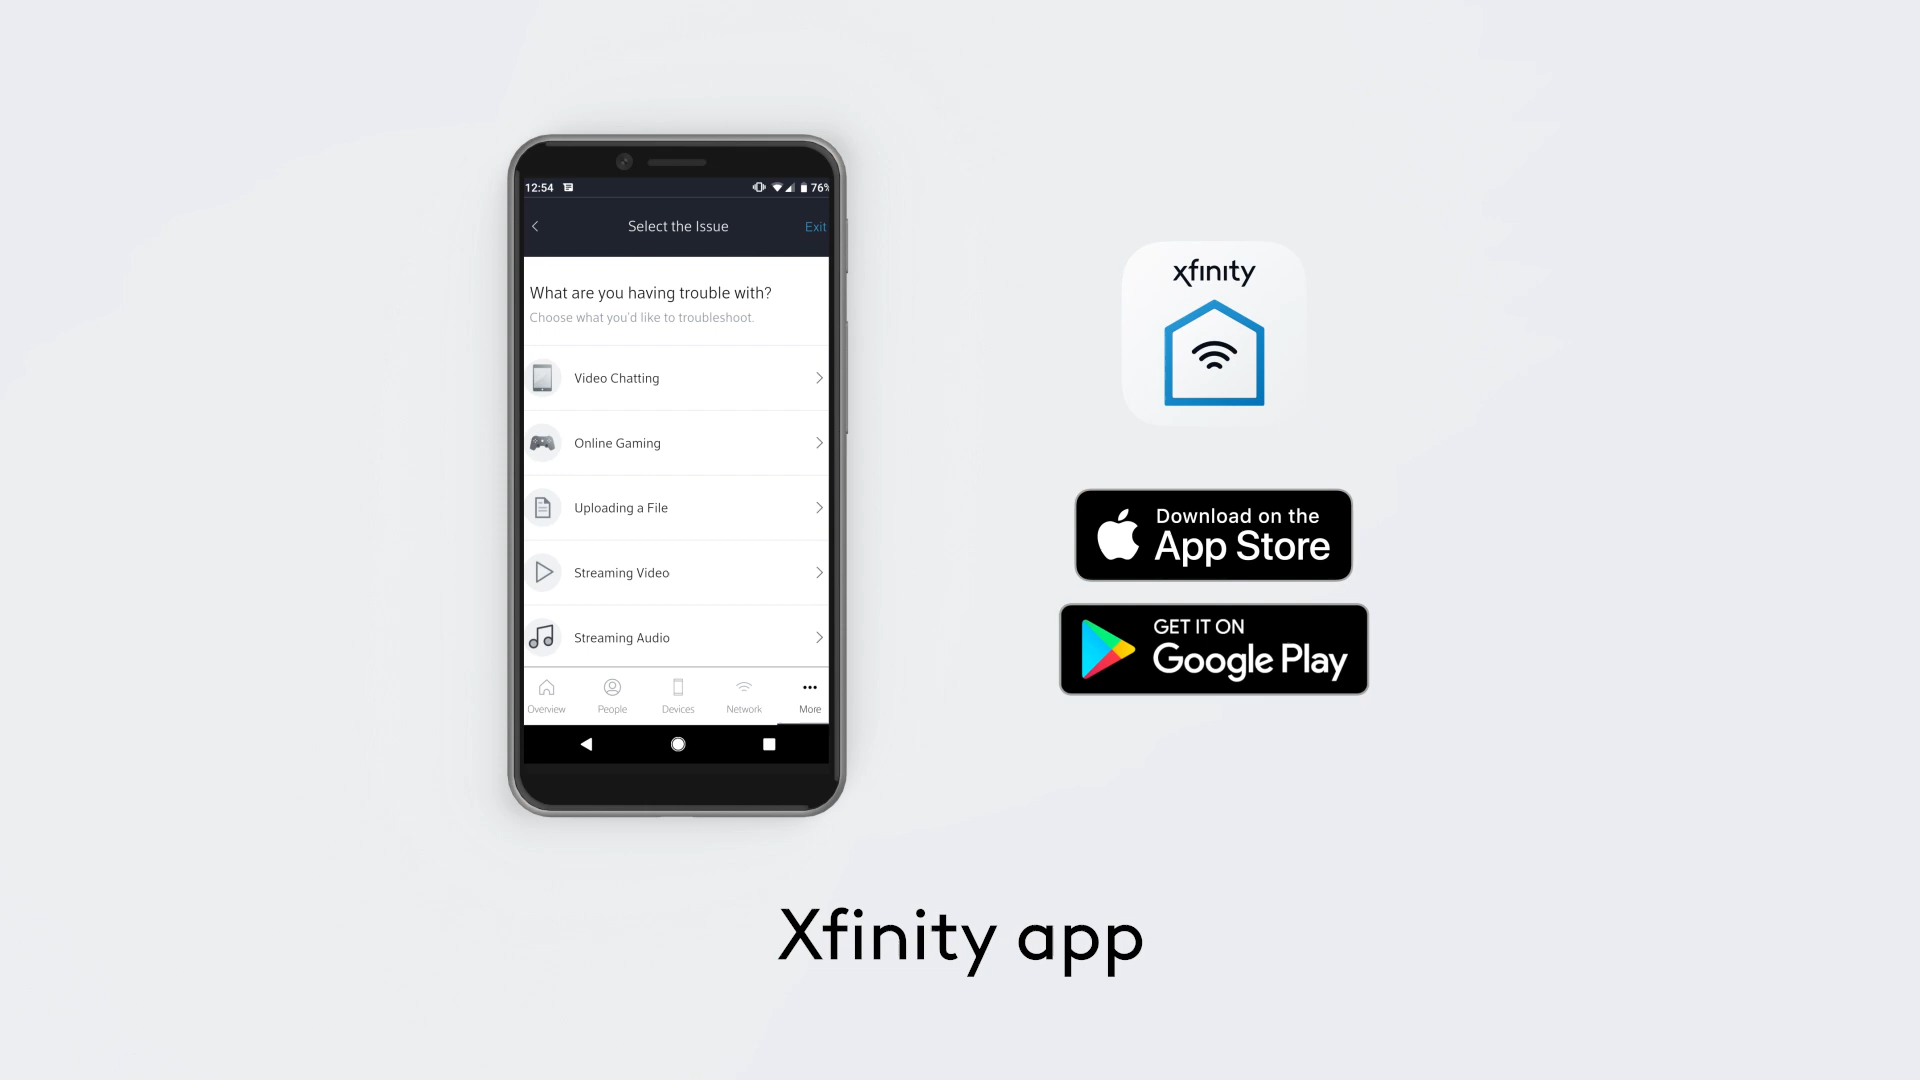 12:54
76%
Select the Issue
Exit
What are you having trouble with?
Choose what you'd like to troubleshoot.
Video Chatting
Online Gaming
Uploading a File
Streaming Video
Streaming Audio
Overview
People
Devices
Network
More
xfinity
Download on the
App Store
GET IT ON
Google Play
Xfinity app